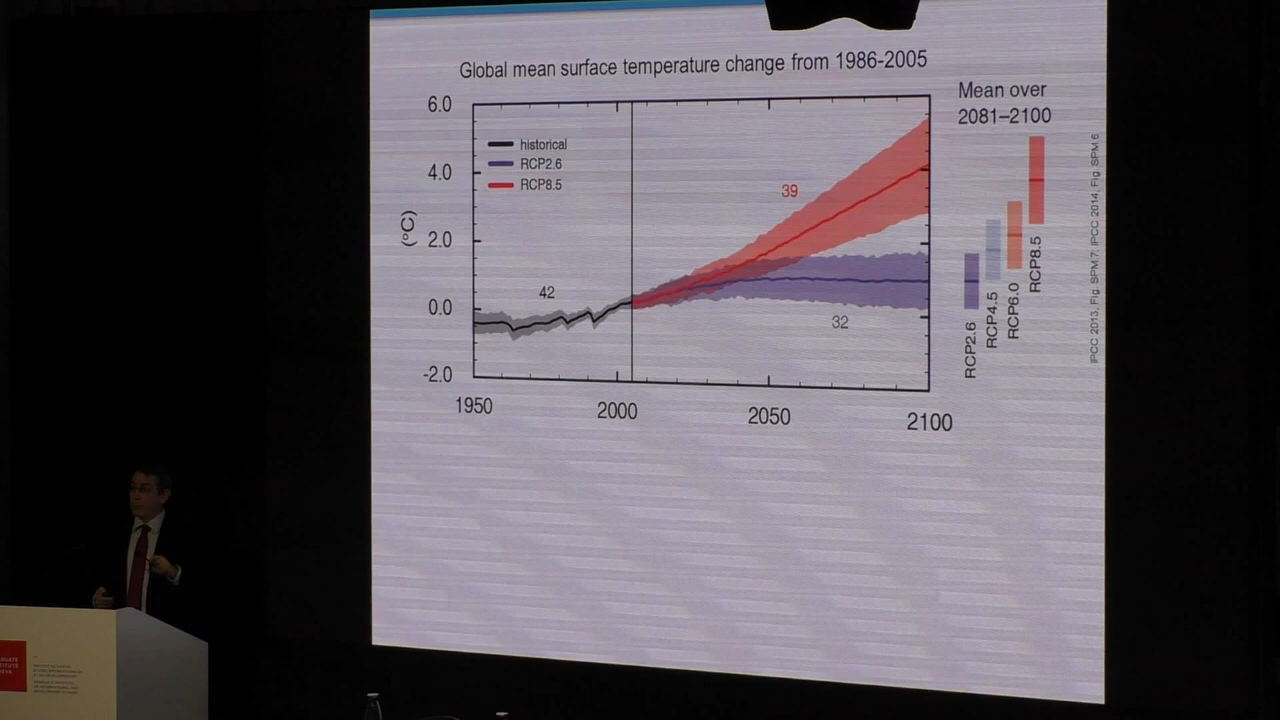 Global mean surface temperature change from 1986-2005
Mean over
2081–2100
6.0
4.0
2.0
0.0
-2.0
(°C)
historical
RCP2.6
RCP8.5
42
39
32
1950
2000
2050
2100
RCP2.6
RCP4.5
RCP6.0
RCP8.5
IPCC 2013, Fig. SPM.7; IPCC 2014, Fig. SPM.6